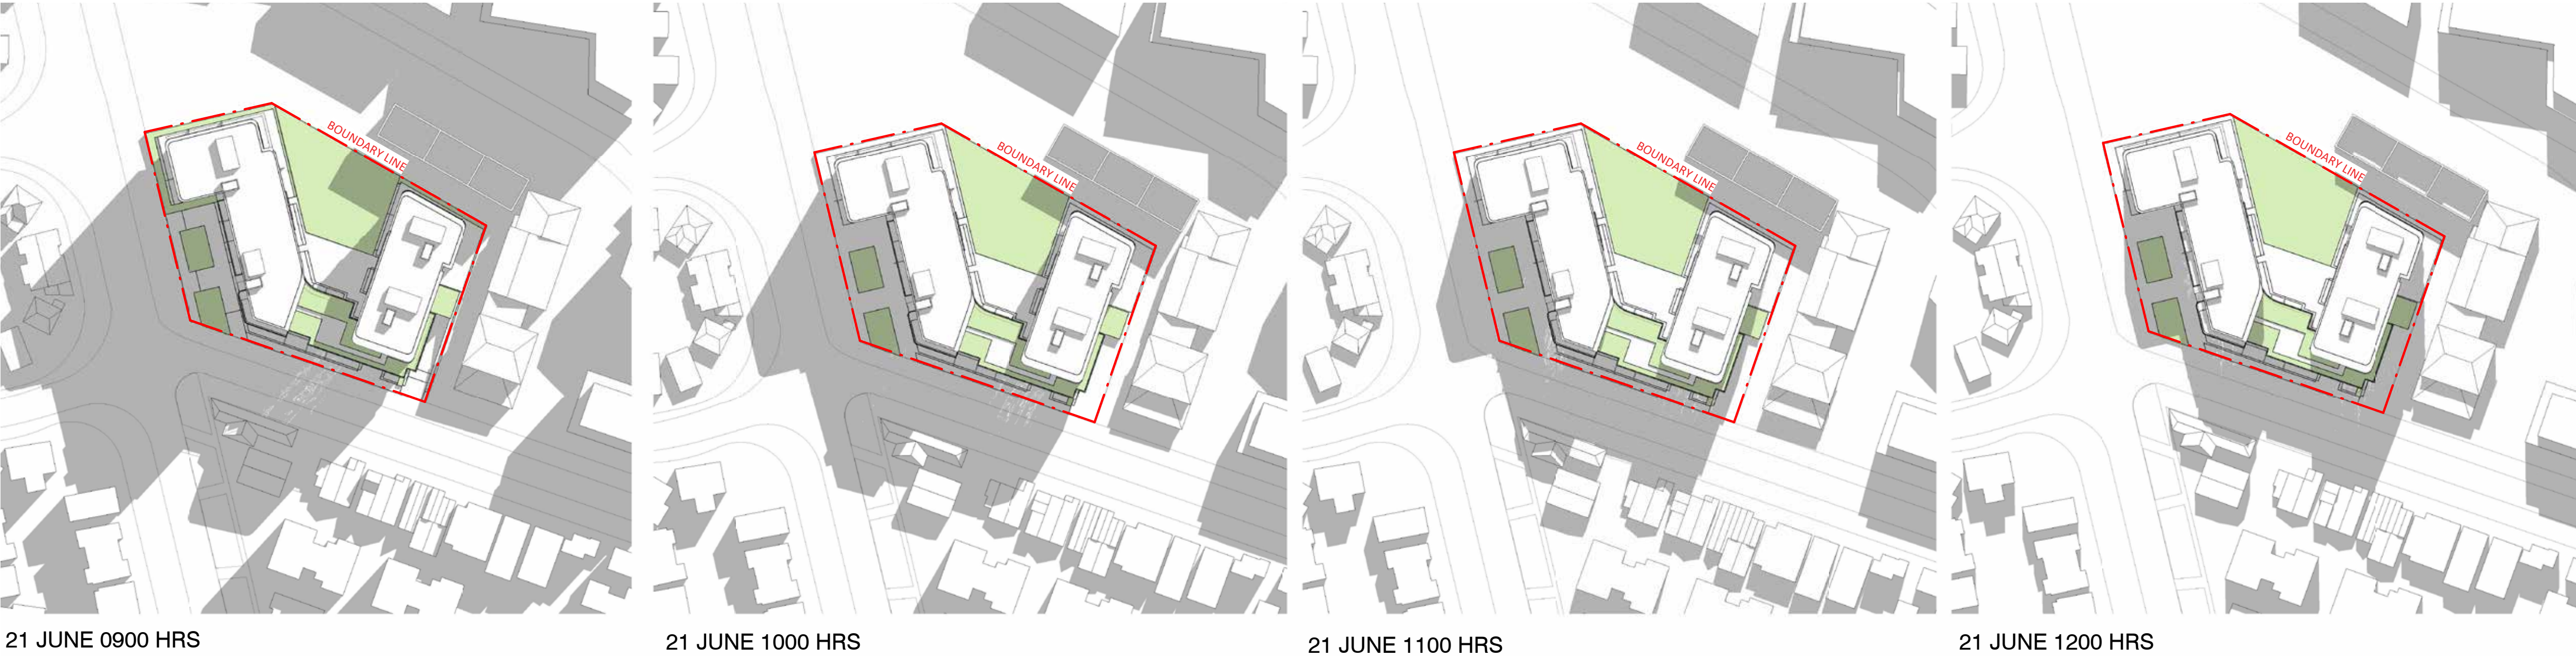 BOUNDARY LINE
BOUNDARY LINE
BOUNDARY LINE
BOUNDARY LINE
21 JUNE 0900 HRS
21 JUNE 1000 HRS
21 JUNE 1100 HRS
21 JUNE 1200 HRS